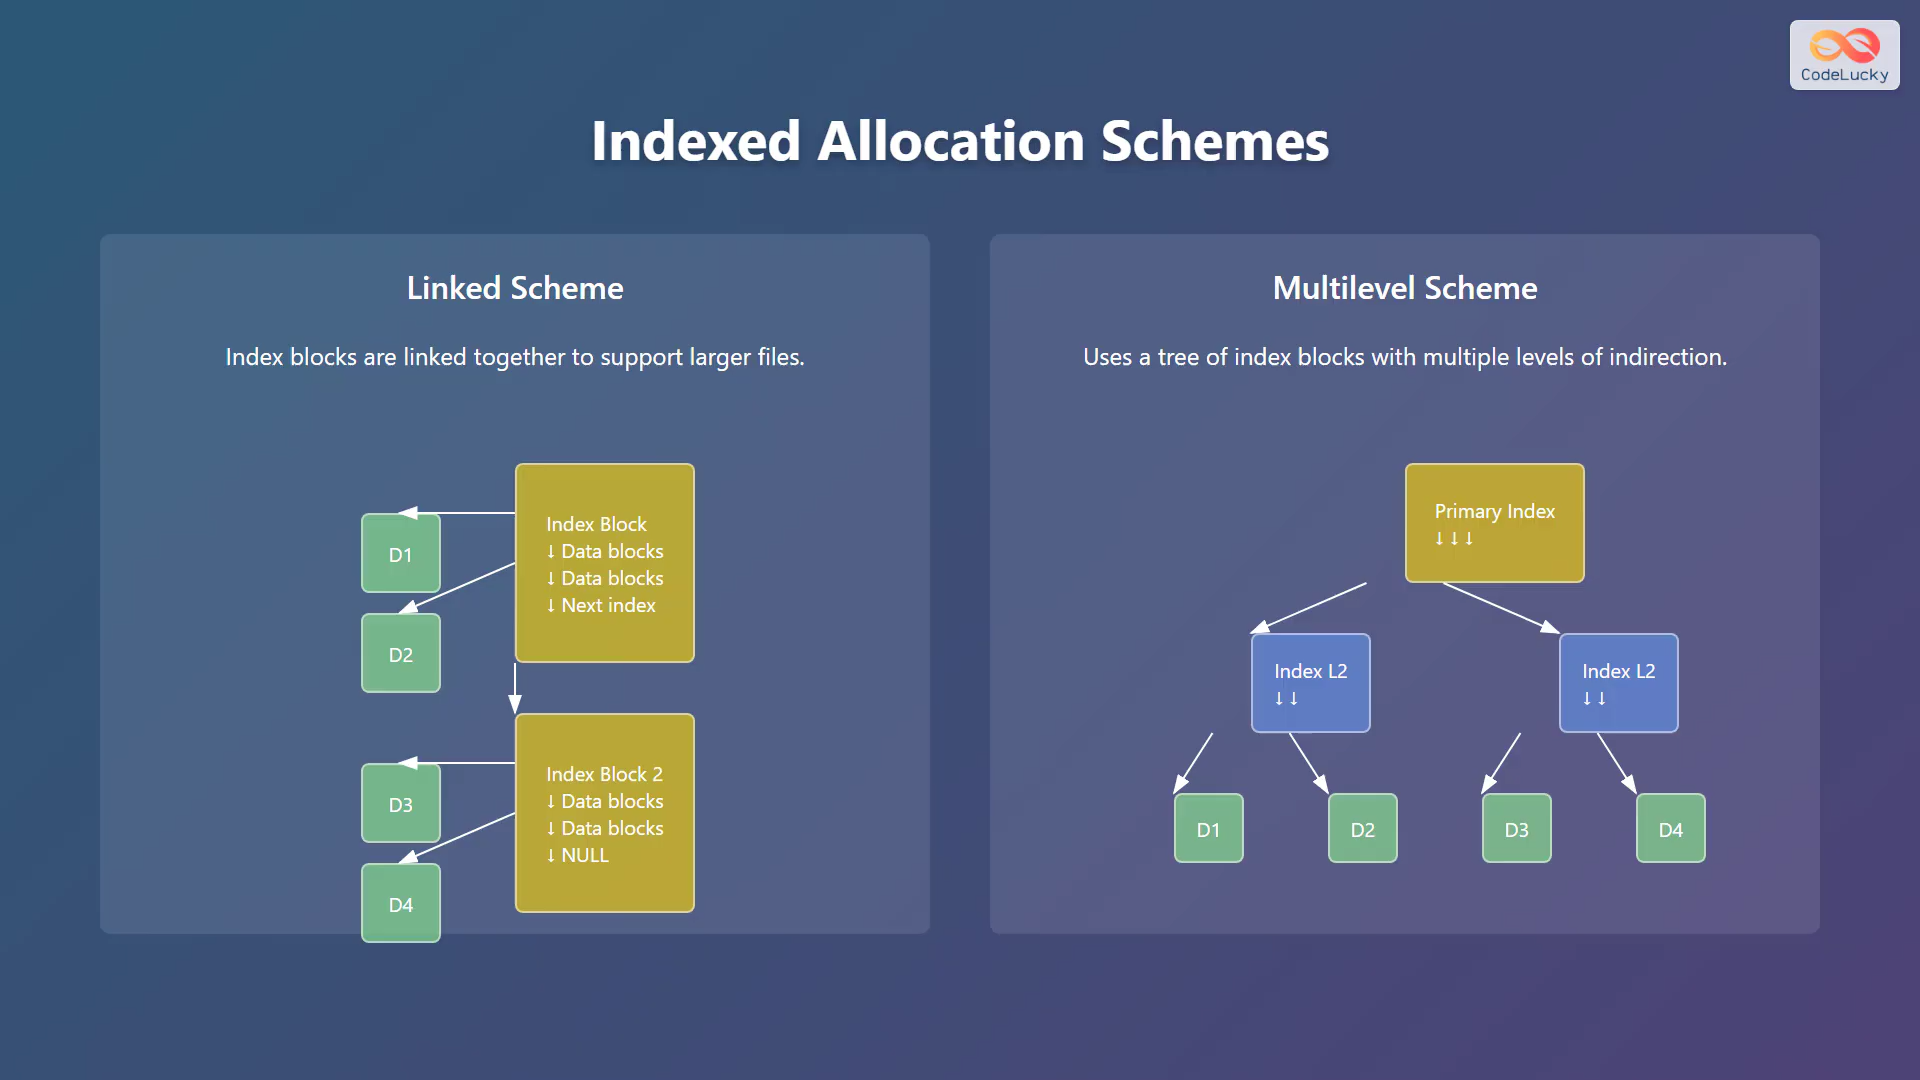 CodeLucky
Indexed Allocation Schemes
Linked Scheme
Index blocks are linked together to support larger files.
Index Block
↓ Data blocks
↓ Data blocks
↓ Next index
D1
D2
Index Block 2
↓ Data blocks
↓ Data blocks
↓ NULL
D3
D4
Multilevel Scheme
Uses a tree of index blocks with multiple levels of indirection.
Primary Index
↓ ↓ ↓
Index L2
↓ ↓
Index L2
↓ ↓
D1
D2
D3
D4